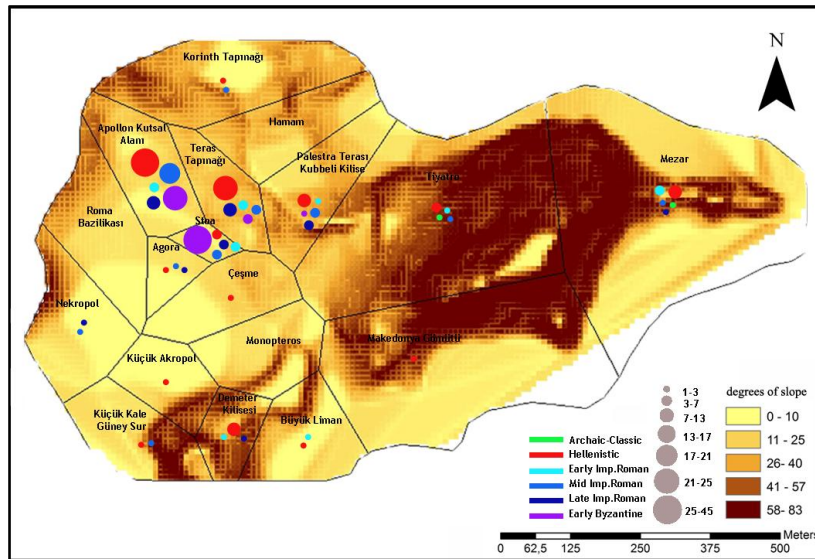 N
Korinth Tapınağı
Hamam
Apollon Kutsal
Alanı
Teras
Tapınağı
Palestra Terası
Kubbeli Kilise
Tiyatro
Mezar
Roma
Bazilikası
Stoa
Agora
Çeşme
Nekropol
Monopteros
Küçük Akropol
Makedonya Gömütü
Küçük Kale
Güney Sur
Demeter
Kilisesi
Büyük Liman
Archaic-Classic
Hellenistic
Early Imp.Roman
Mid Imp.Roman
Late Imp.Roman
Early Byzantine
1-3
3-7
7-13
13-17
17-21
21-25
25-45
degrees of slope
0 - 10
11 - 25
26- 40
41 - 57
58- 83
0 62,5 125 250 375 500 Meters